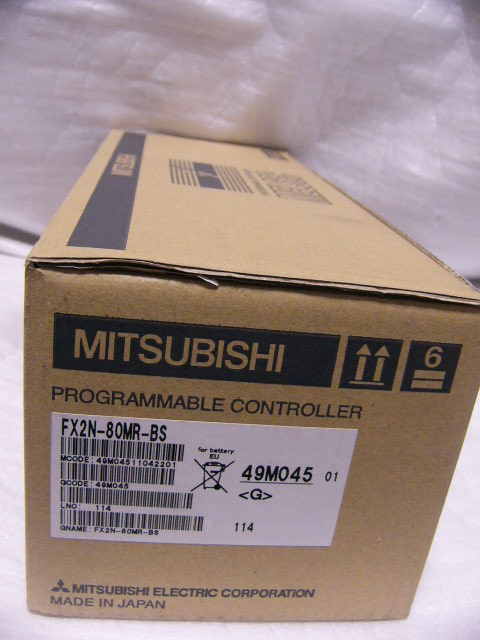 MITSUBISHI
MITSUBISHI
6
PROGRAMMABLE CONTROLLER
FX2N-80MR-BS
MCODE: 49M04511042201
GCODE: 49M045
LNO: 114
GNAME: FX2N-80MR-BS
for battery
EU
49M045 01
<G>
114
MITSUBISHI ELECTRIC CORPORATION
MADE IN JAPAN